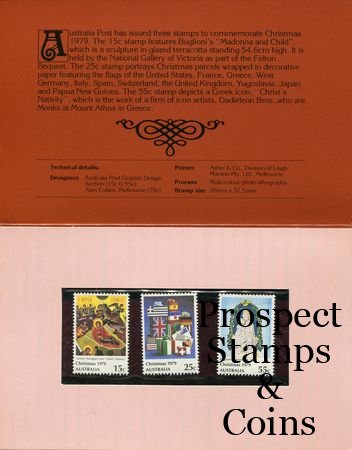 Australia Post has issued three stamps to commemorate Christmas
1979. The 15c stamp features Buglioni's "Madonna and Child",
which is a sculpture in glazed terracotta standing 54.6cm high. It is
held by the National Gallery of Victoria as part of the Felton
Bequest. The 25c stamp portrays Christmas parcels wrapped in decorative
paper featuring the flags of the United States, France, Greece, West
Germany, Italy, Spain, Switzerland, the United Kingdom, Yugoslavia, Japan
and Papua New Guinea. The 55c stamp depicts a Greek icon, "Christ's
Nativity", which is the work of a firm of icon artists, Dadieleon Bros., who are
Monks at Mount Athos in Greece.
Technical details:
Designers Australia Post Graphic Design
Section (15c & 55c)
Alan Collins, Melbourne (25c)
Printer Asher & Co., Division of Leigh-
Mardon Pty. Ltd., Melbourne
Process Multi-colour photo lithography
Stamp size 26mm x 37.5mm
Christmas 1979 15c
AUSTRALIA
Christmas 1979 25c
AUSTRALIA
Christmas 1979 55c
AUSTRALIA
Prospect
Stamps
&
Coins